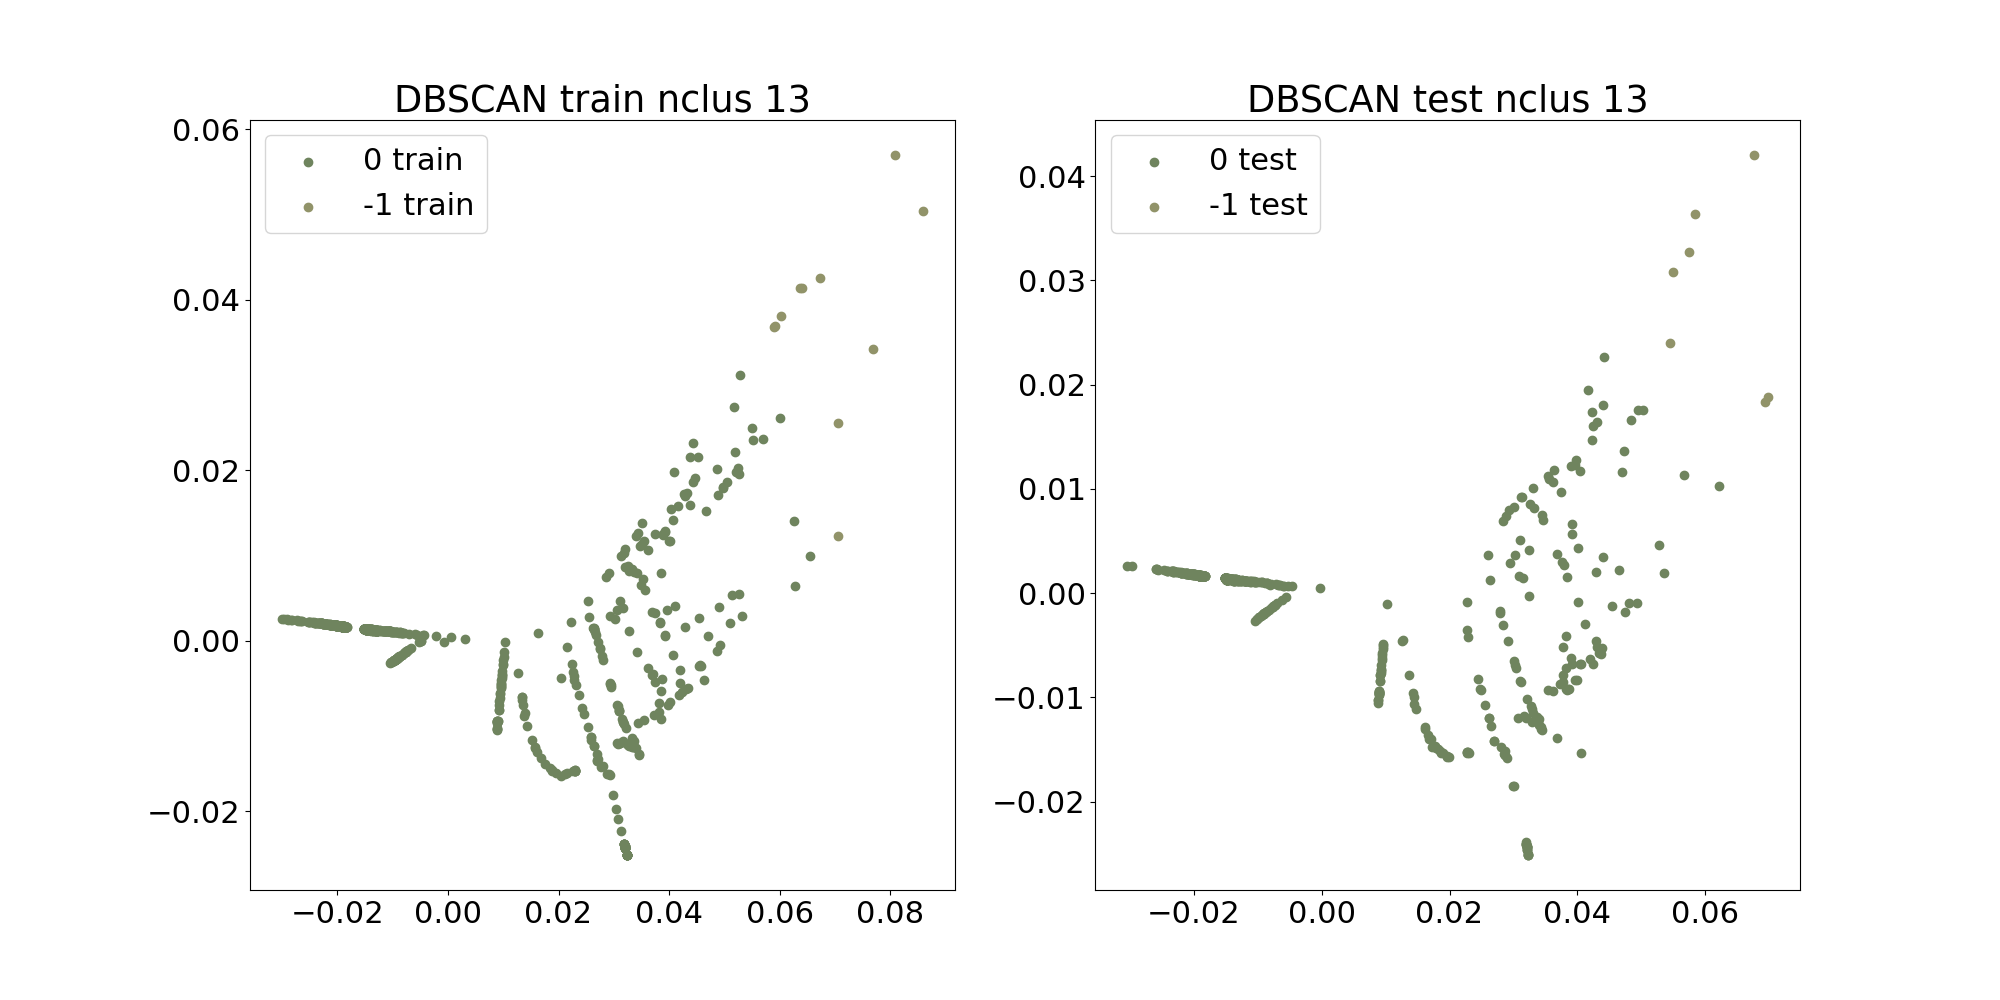 DBSCAN train nclus 13
0 train
-1 train
0.06
0.04
0.02
0.00
−0.02
−0.02 0.00 0.02 0.04 0.06 0.08
DBSCAN test nclus 13
0 test
-1 test
0.04
0.03
0.02
0.01
0.00
−0.01
−0.02
−0.02 0.00 0.02 0.04 0.06